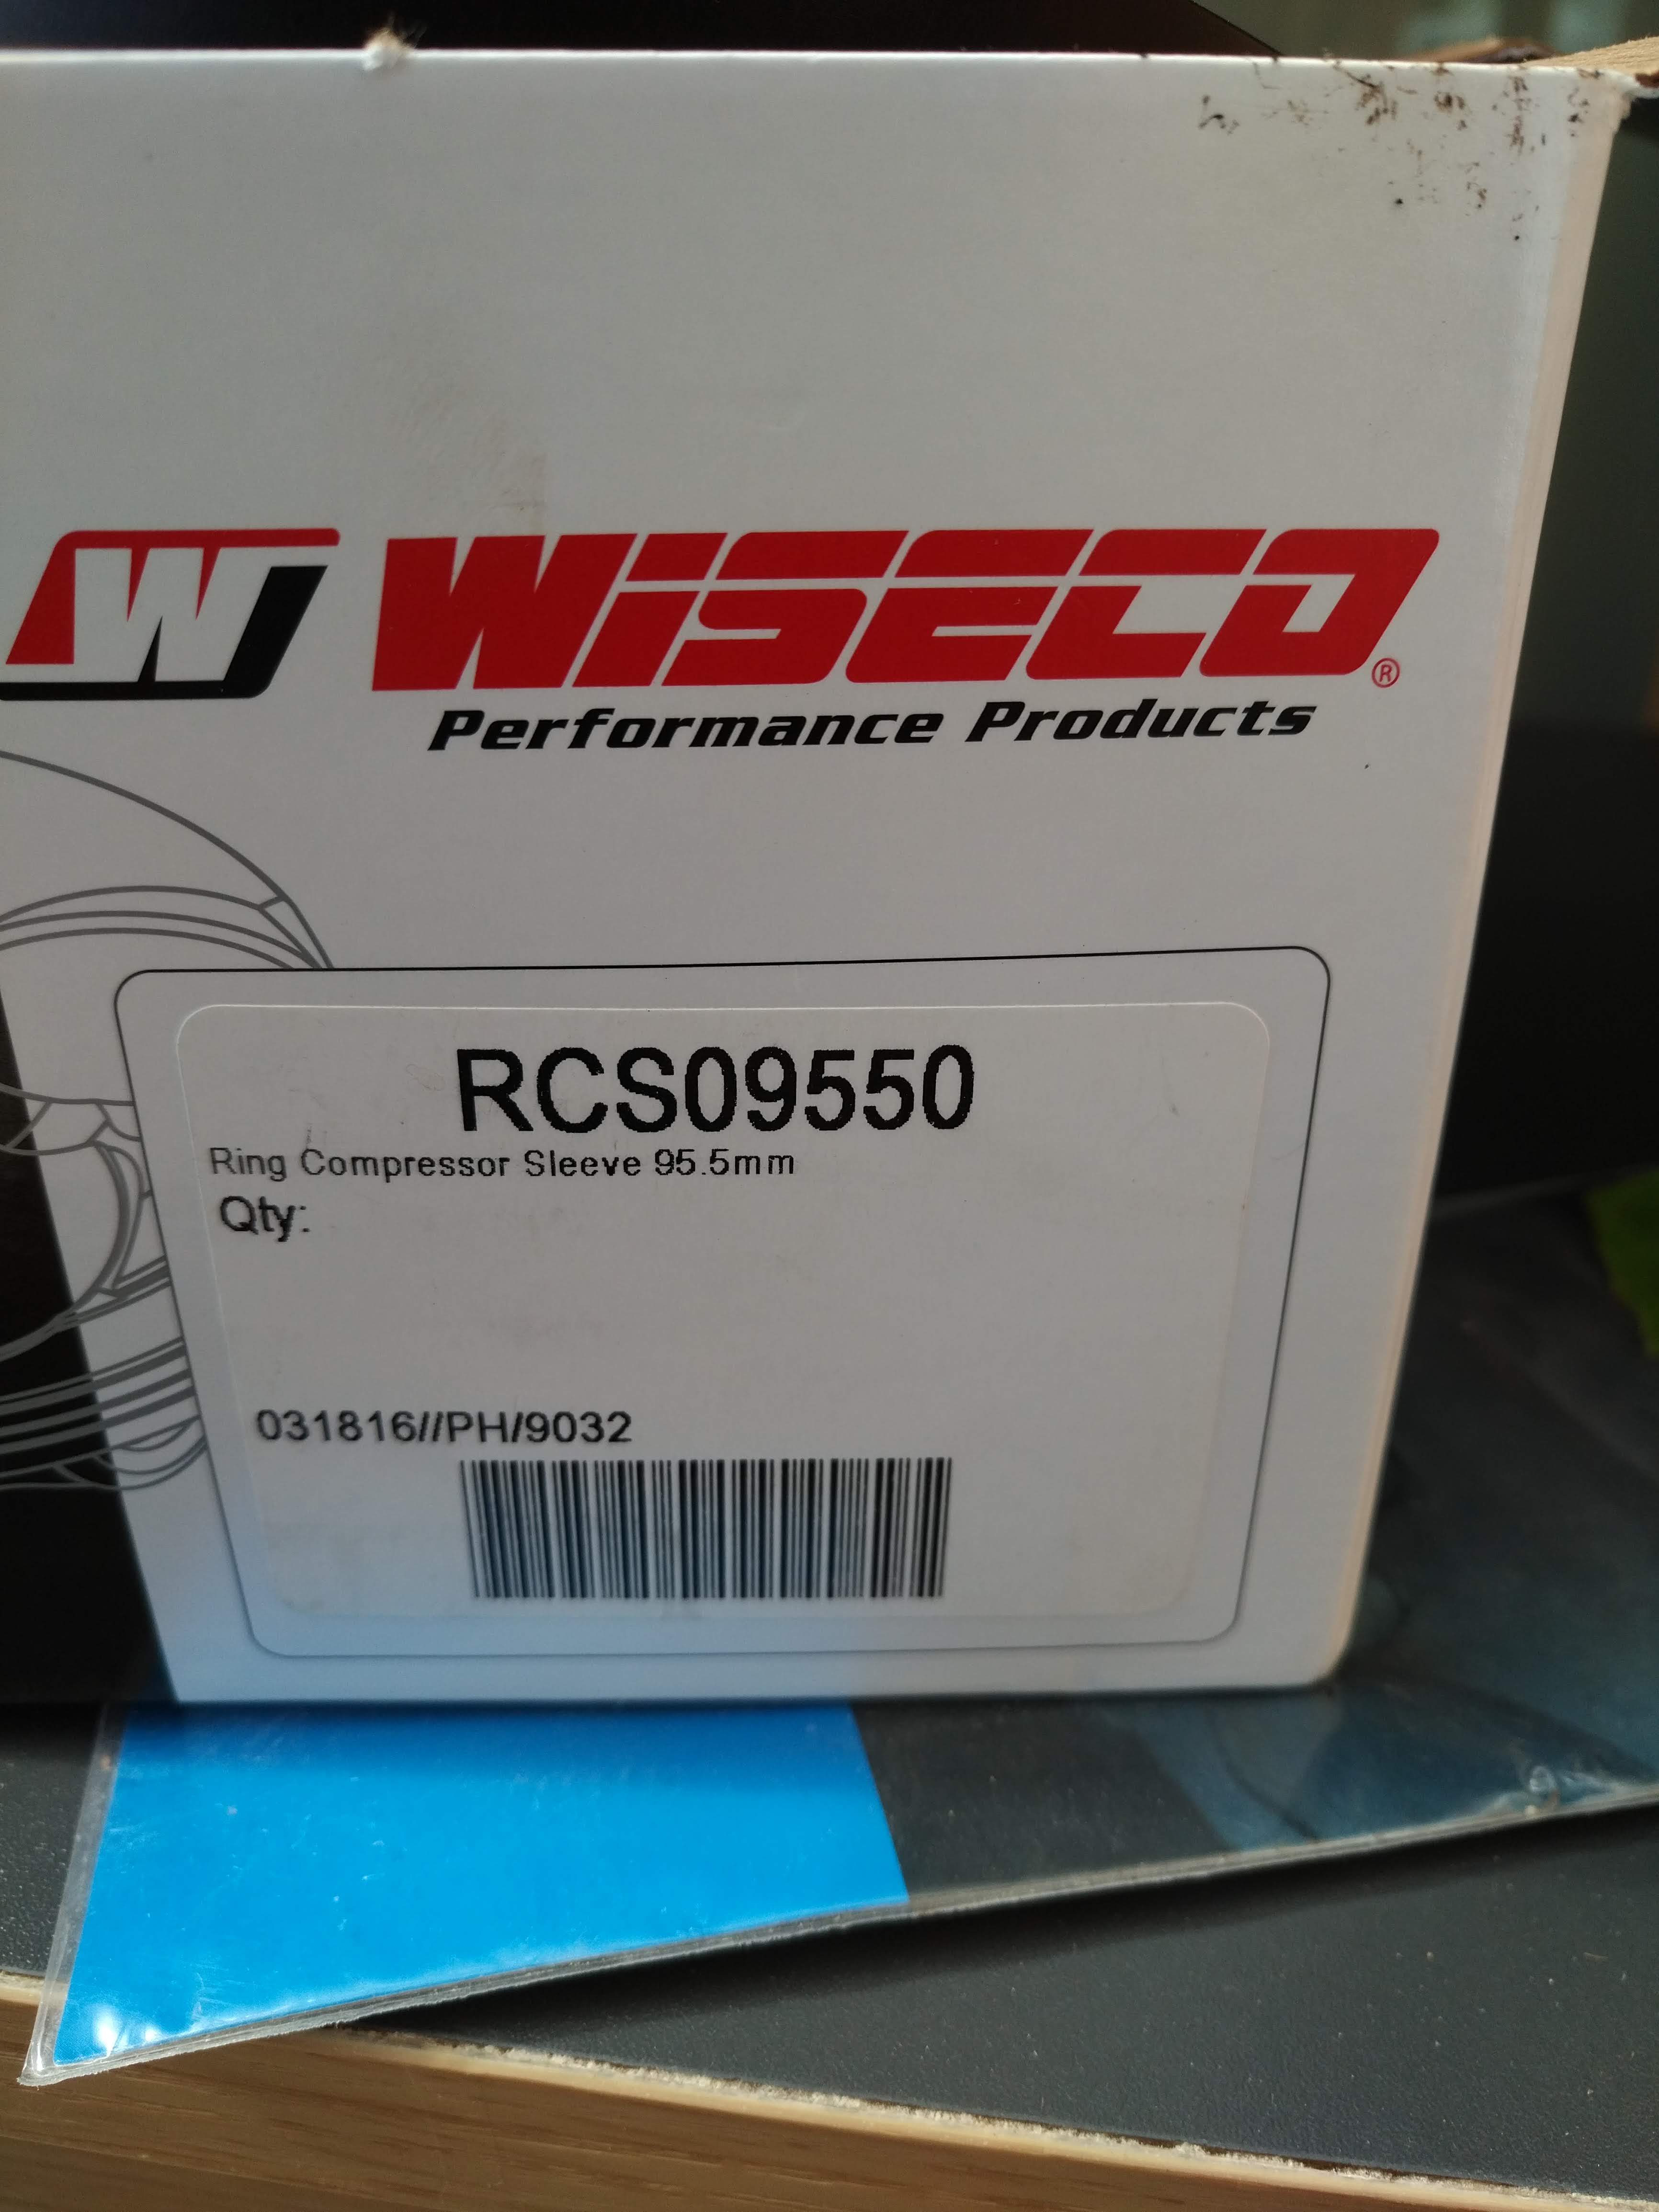 W WISECO®
Performance Products
RCS09550
Ring Compressor Sleeve 95.5mm
Qty:
031816//PH/9032